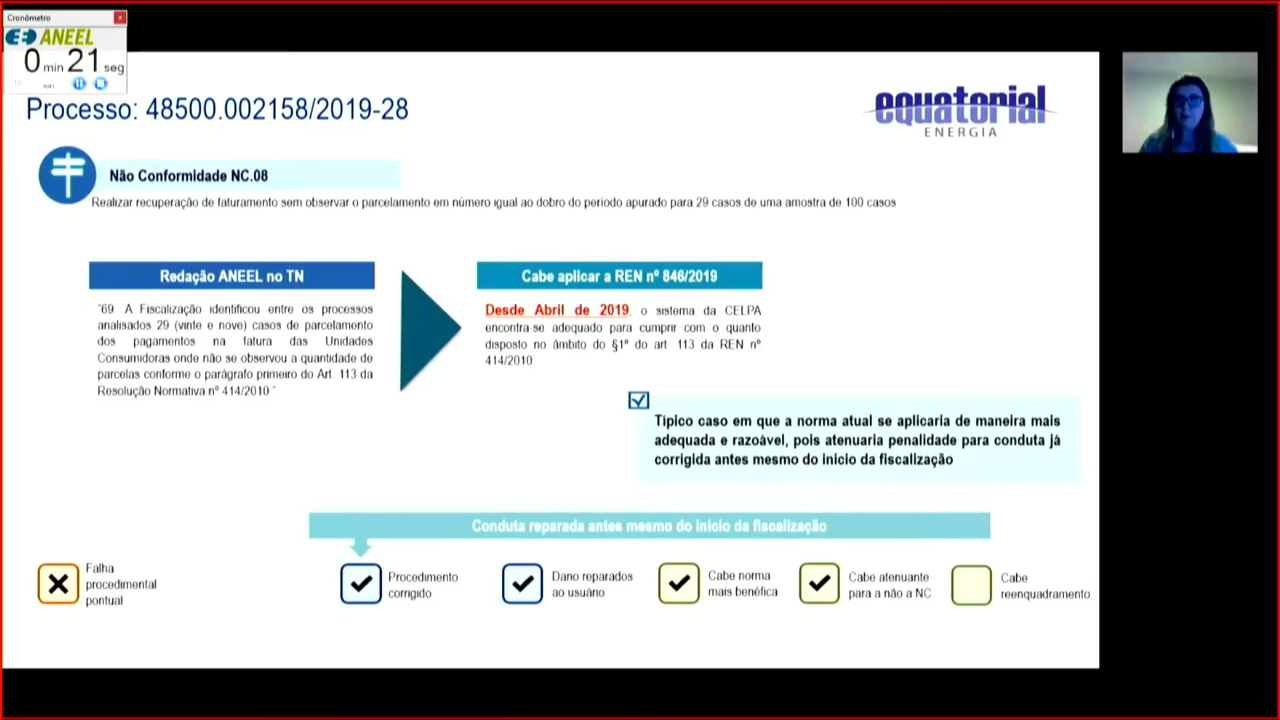 Cronômetro
ANEEL
0 min 21 seg
Processo: 48500.002158/2019-28
equatorial
ENERGIA
Não Conformidade NC.08
Realizar recuperação de faturamento sem observar o parcelamento em número igual ao dobro do período apurado para 29 casos de uma amostra de 100 casos
Redação ANEEL no TN
"69 A Fiscalização identificou entre os processos
analisados 29 (vinte e nove) casos de parcelamento
dos pagamentos na fatura das Unidades
Consumidoras onde não se observou a quantidade de
parcelas conforme o parágrafo primeiro do Art 113 da
Resolução Normativa nº 414/2010 "
Cabe aplicar a REN nº 846/2019
Desde Abril de 2019, o sistema da CELPA
encontra-se adequado para cumprir com o quanto
disposto no âmbito do §1º do art 113 da REN nº
414/2010
Típico caso em que a norma atual se aplicaria de maneira mais
adequada e razoável, pois atenuaria penalidade para conduta já
corrigida antes mesmo do início da fiscalização
Conduta reparada antes mesmo do início da fiscalização
Falha
procedimental
pontual
Procedimento
corrigido
Dano reparados
ao usuário
Cabe norma
mais benéfica
Cabe atenuante
para a não a NC
Cabe
reenquadramento